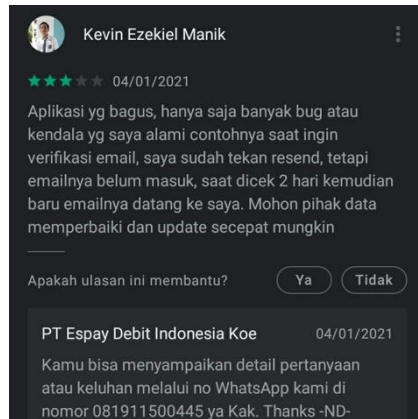 Kevin Ezekiel Manik
04/01/2021
Aplikasi yg bagus, hanya saja banyak bug atau
kendala yg saya alami contohnya saat ingin
verifikasi email, saya sudah tekan resend, tetapi
emailnya belum masuk, saat dicek 2 hari kemudian
baru emailnya datang ke saya. Mohon pihak data
memperbaiki dan update secepat mungkin
Apakah ulasan ini membantu? Ya Tidak
PT Espay Debit Indonesia Koe 04/01/2021
Kamu bisa menyampaikan detail pertanyaan
atau keluhan melalui no WhatsApp kami di
nomor 081911500445 ya Kak. Thanks -ND-